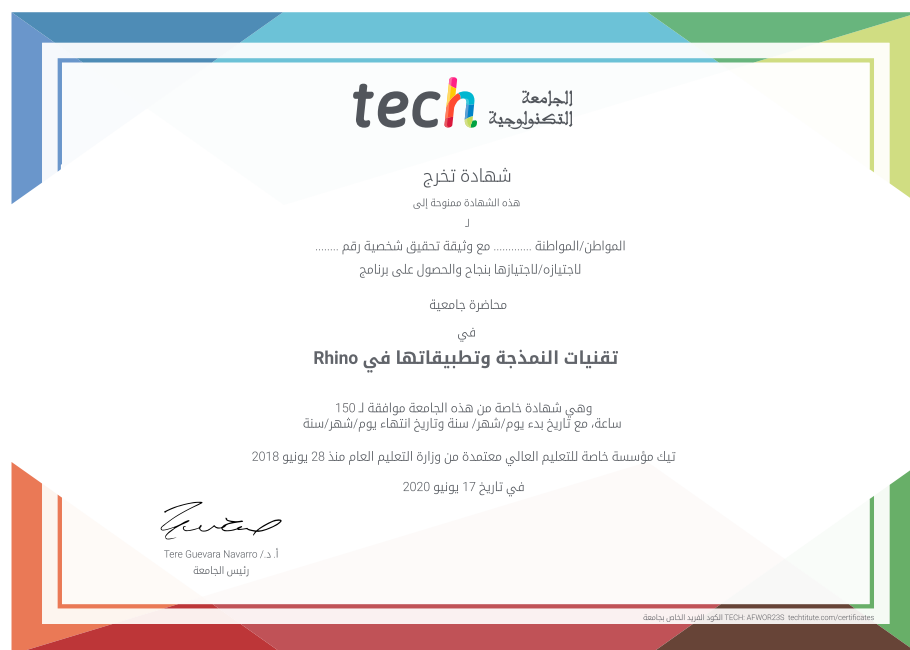 tech الجامعة
التكنولوجية
شهادة تخرج
هذه الشهادة ممنوحة إلى
لـ
المواطن/المواطنة ............. مع وثيقة تحقيق شخصية رقم ........
لاجتيازه/لاجتيازها بنجاح والحصول على برنامج
محاضرة جامعية
في
تقنيات النمذجة وتطبيقاتها في Rhino
وهي شهادة خاصة من هذه الجامعة موافقة لـ 150
ساعة، مع تاريخ بدء يوم/شهر/ سنة وتاريخ انتهاء يوم/شهر/سنة
تيك مؤسسة خاصة للتعليم العالي معتمدة من وزارة التعليم العام منذ 28 يونيو 2018
في تاريخ 17 يونيو 2020
أ. د./ Tere Guevara Navarro
رئيس الجامعة
الكود الفريد الخاص بجامعة TECH: AFWOR23S techtitute.com/certificates